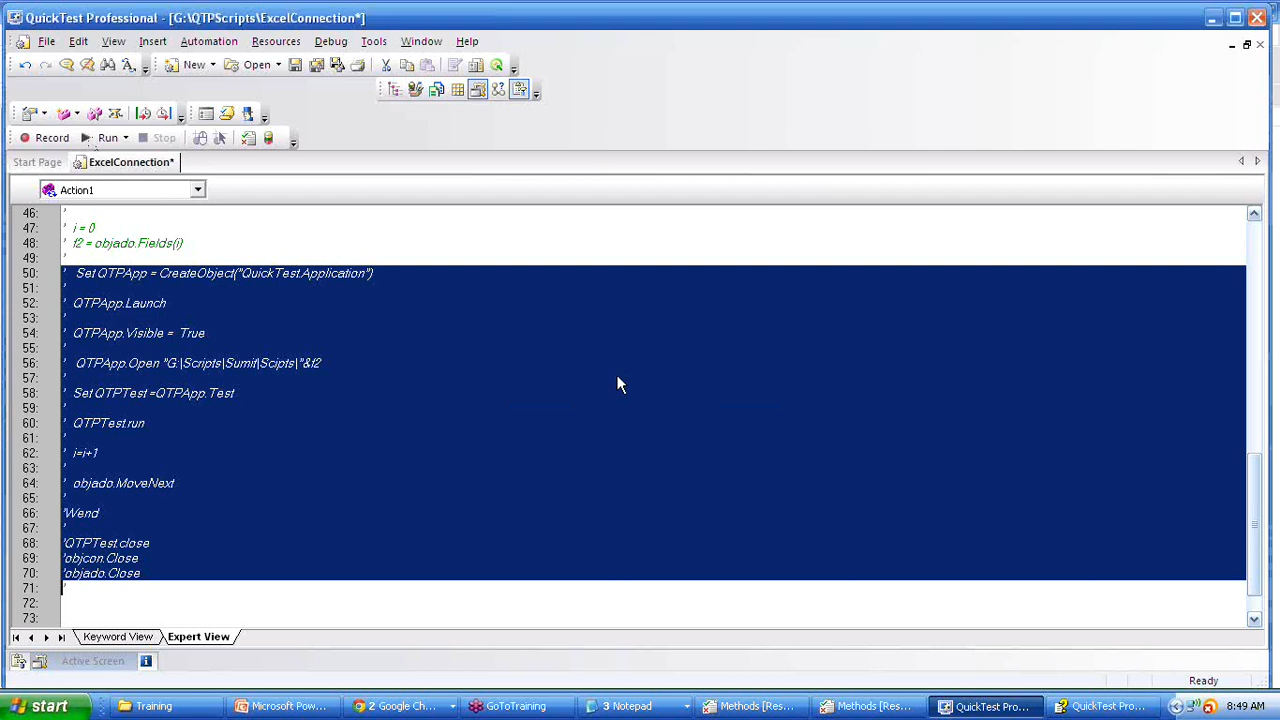 QuickTest Professional - [G:\QTPScripts\ExcelConnection*]
File Edit View Insert Automation Resources Debug Tools Window Help
New Open
Record Run Stop
Start Page ExcelConnection*
Action1
46: '
47: ' i = 0
48: ' f2 = objado.Fields(i)
49: '
50: ' Set QTPApp = CreateObject("QuickTest.Application")
51: '
52: ' QTPApp.Launch
53: '
54: ' QTPApp.Visible = True
55: '
56: ' QTPApp.Open "G:\Scripts\Sumit\Scipts\"&f2
57: '
58: ' Set QTPTest =QTPApp.Test
59: '
60: ' QTPTest.run
61: '
62: ' i=i+1
63: '
64: ' objado.MoveNext
65: '
66: 'Wend
67: '
68: 'QTPTest.close
69: 'objcon.Close
70: 'objado.Close
71: '
72:
73:
Keyword View Expert View
Active Screen
Ready
start Training Microsoft Pow... 2 Google Ch... GoToTraining 3 Notepad Methods [Res... Methods [Res... QuickTest Pro... QuickTest Pro... 8:49 AM